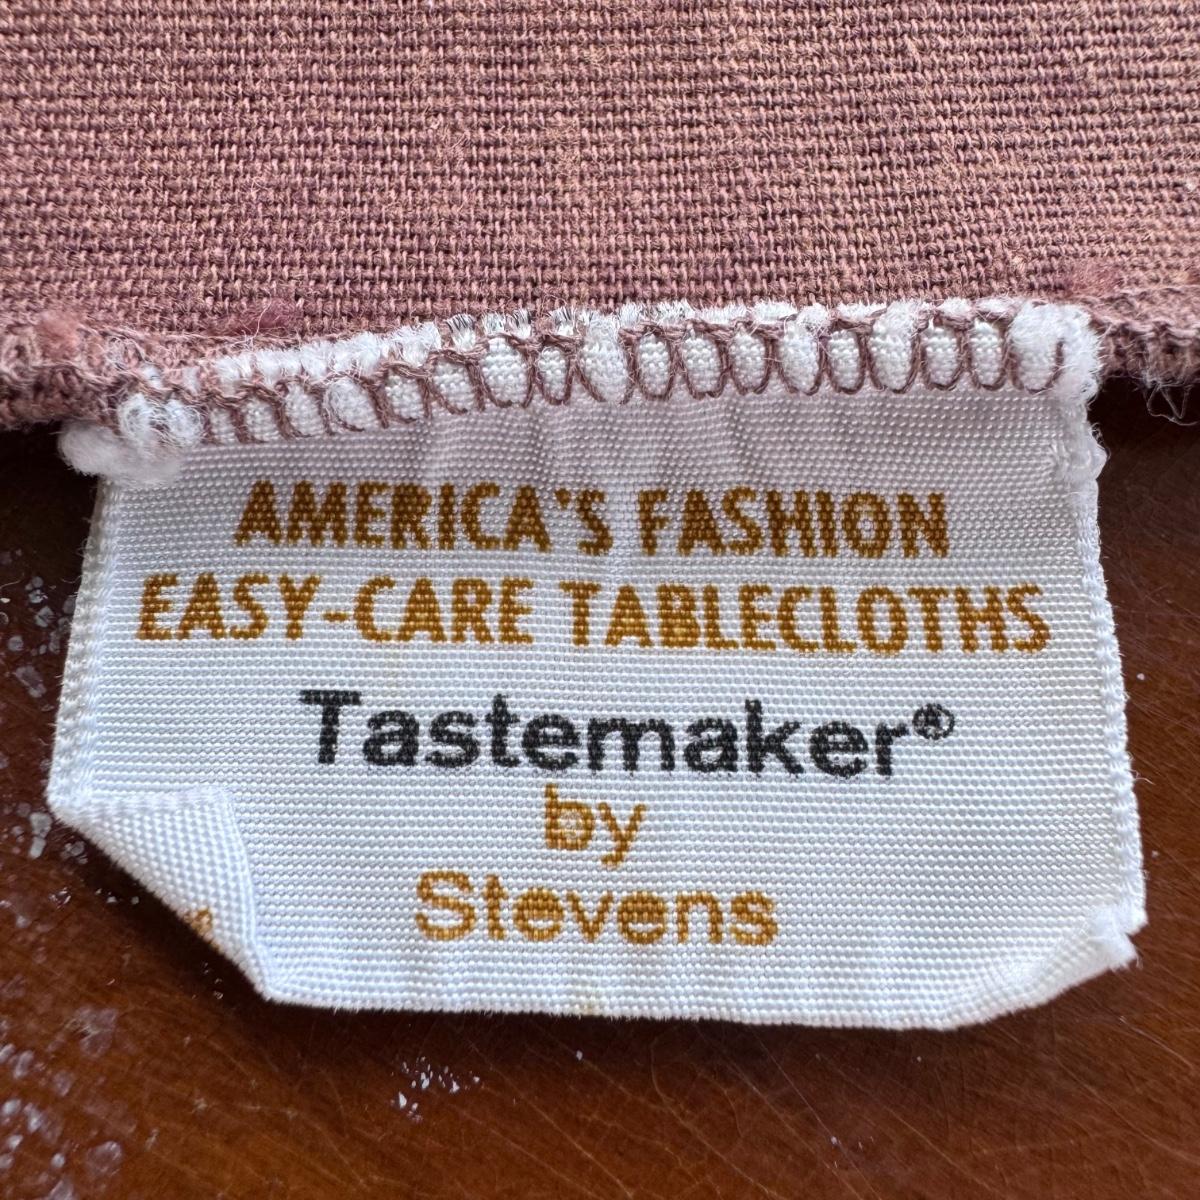 AMERICA'S FASHION
EASY-CARE TABLECLOTHS
Tastemaker®
by
Stevens